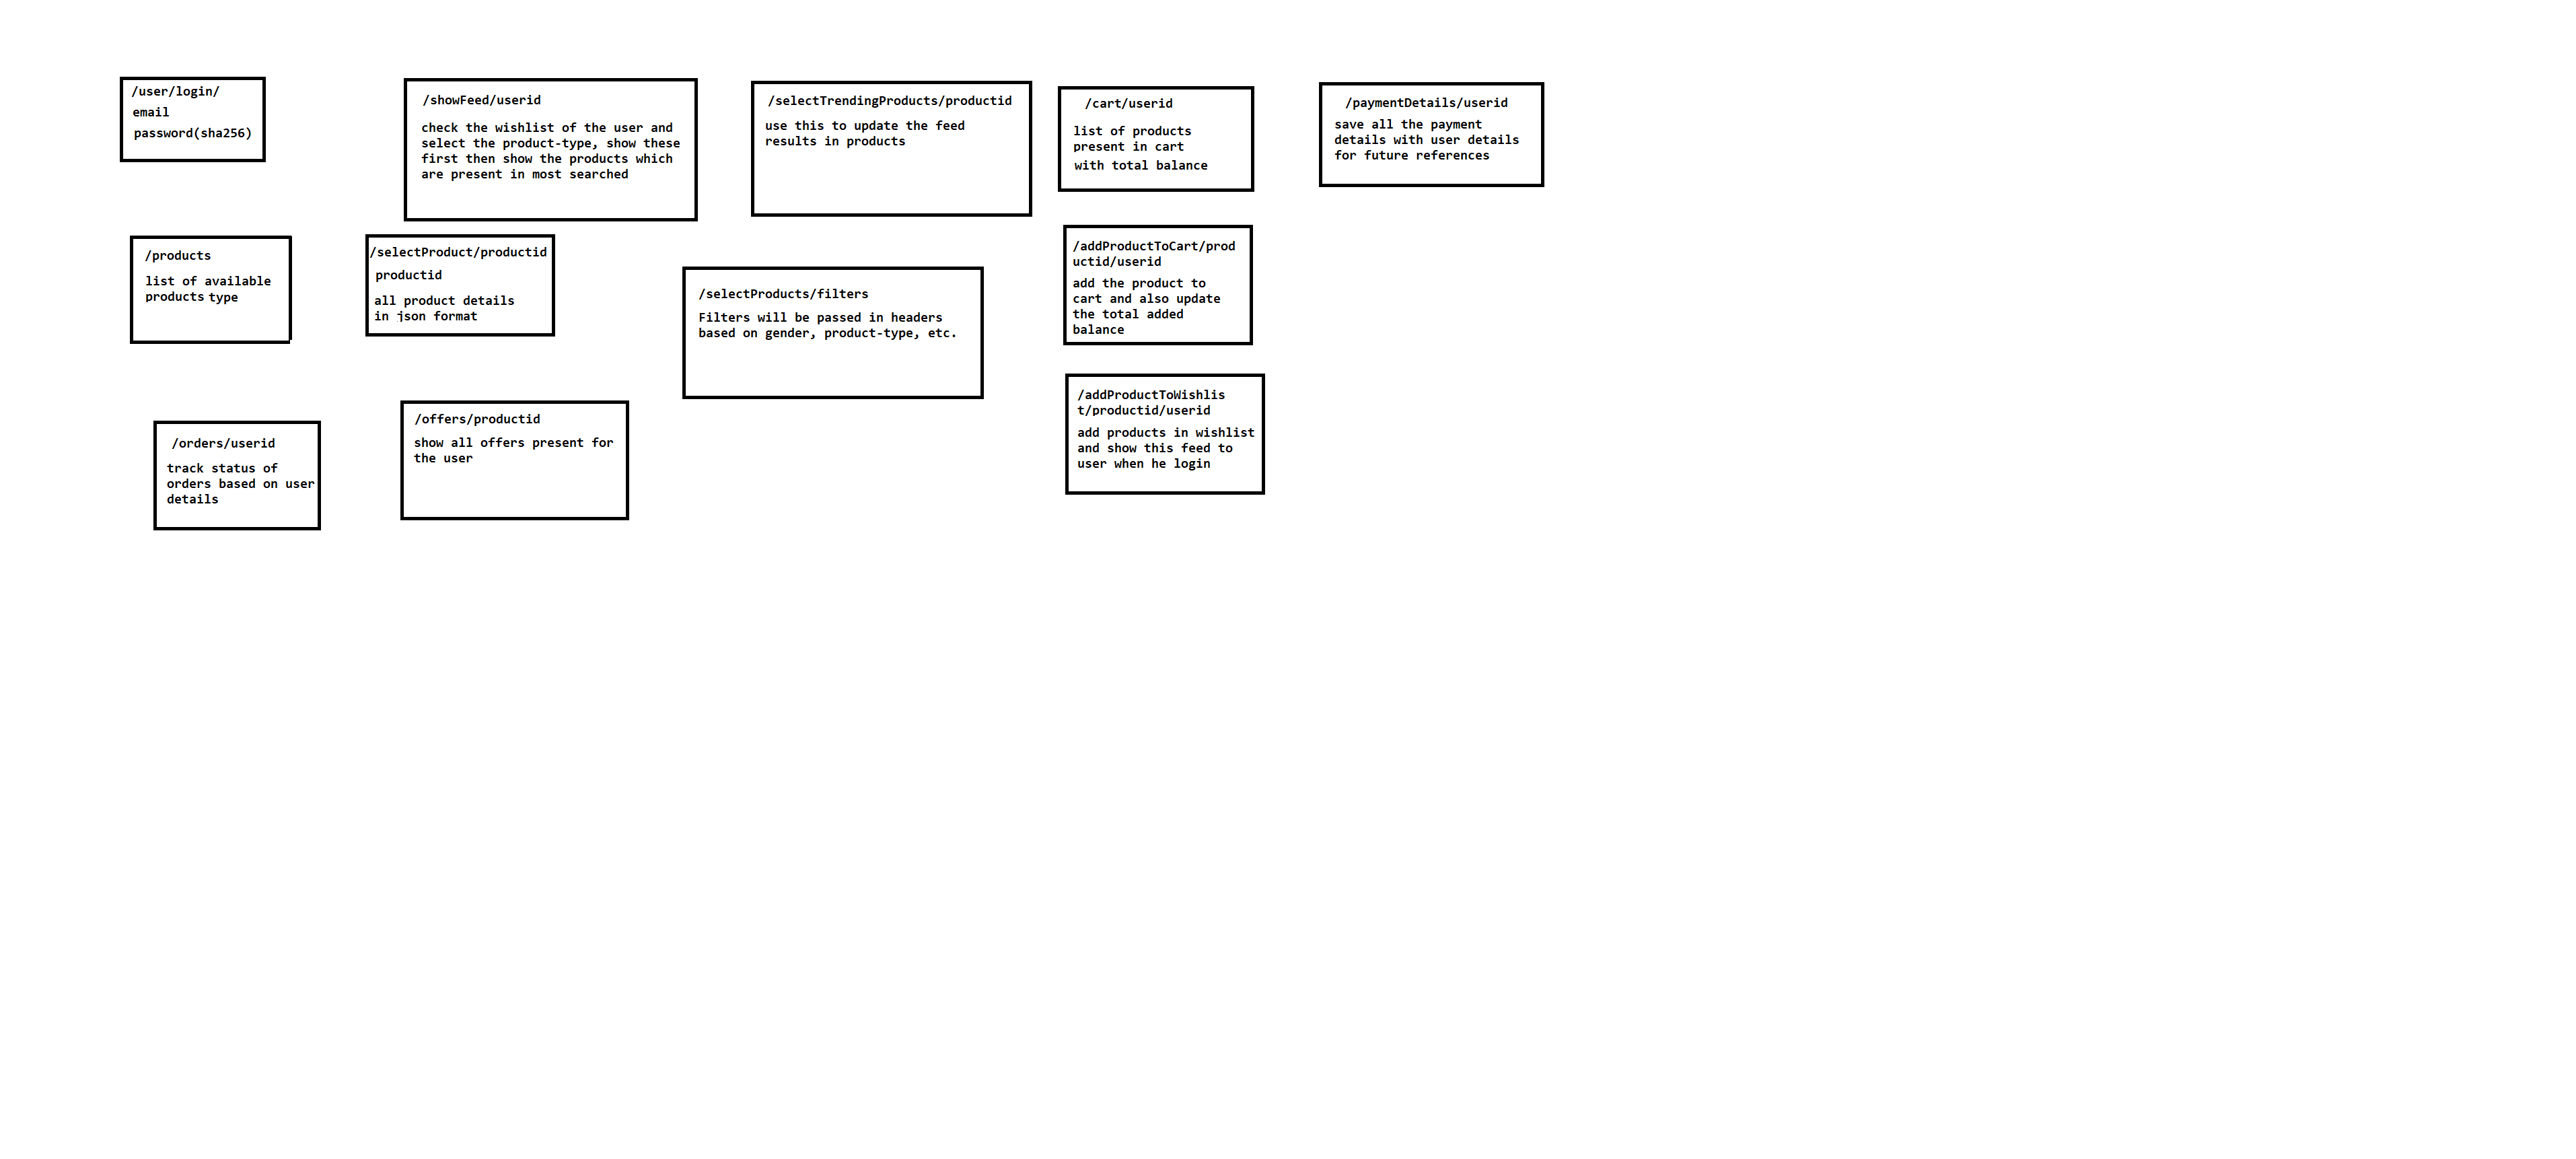 /user/login/
email
password(sha256)
/showFeed/userid
check the wishlist of the user and
select the product-type, show these
first then show the products which
are present in most searched
/selectTrendingProducts/productid
use this to update the feed
results in products
/cart/userid
list of products
present in cart
with total balance
/paymentDetails/userid
save all the payment
details with user details
for future references
/products
list of available
products type
/selectProduct/productid
productid
all product details
in json format
/selectProducts/filters
Filters will be passed in headers
based on gender, product-type, etc.
/addProductToCart/prod
uctid/userid
add the product to
cart and also update
the total added
balance
/orders/userid
track status of
orders based on user
details
/offers/productid
show all offers present for
the user
/addProductToWishlis
t/productid/userid
add products in wishlist
and show this feed to
user when he login